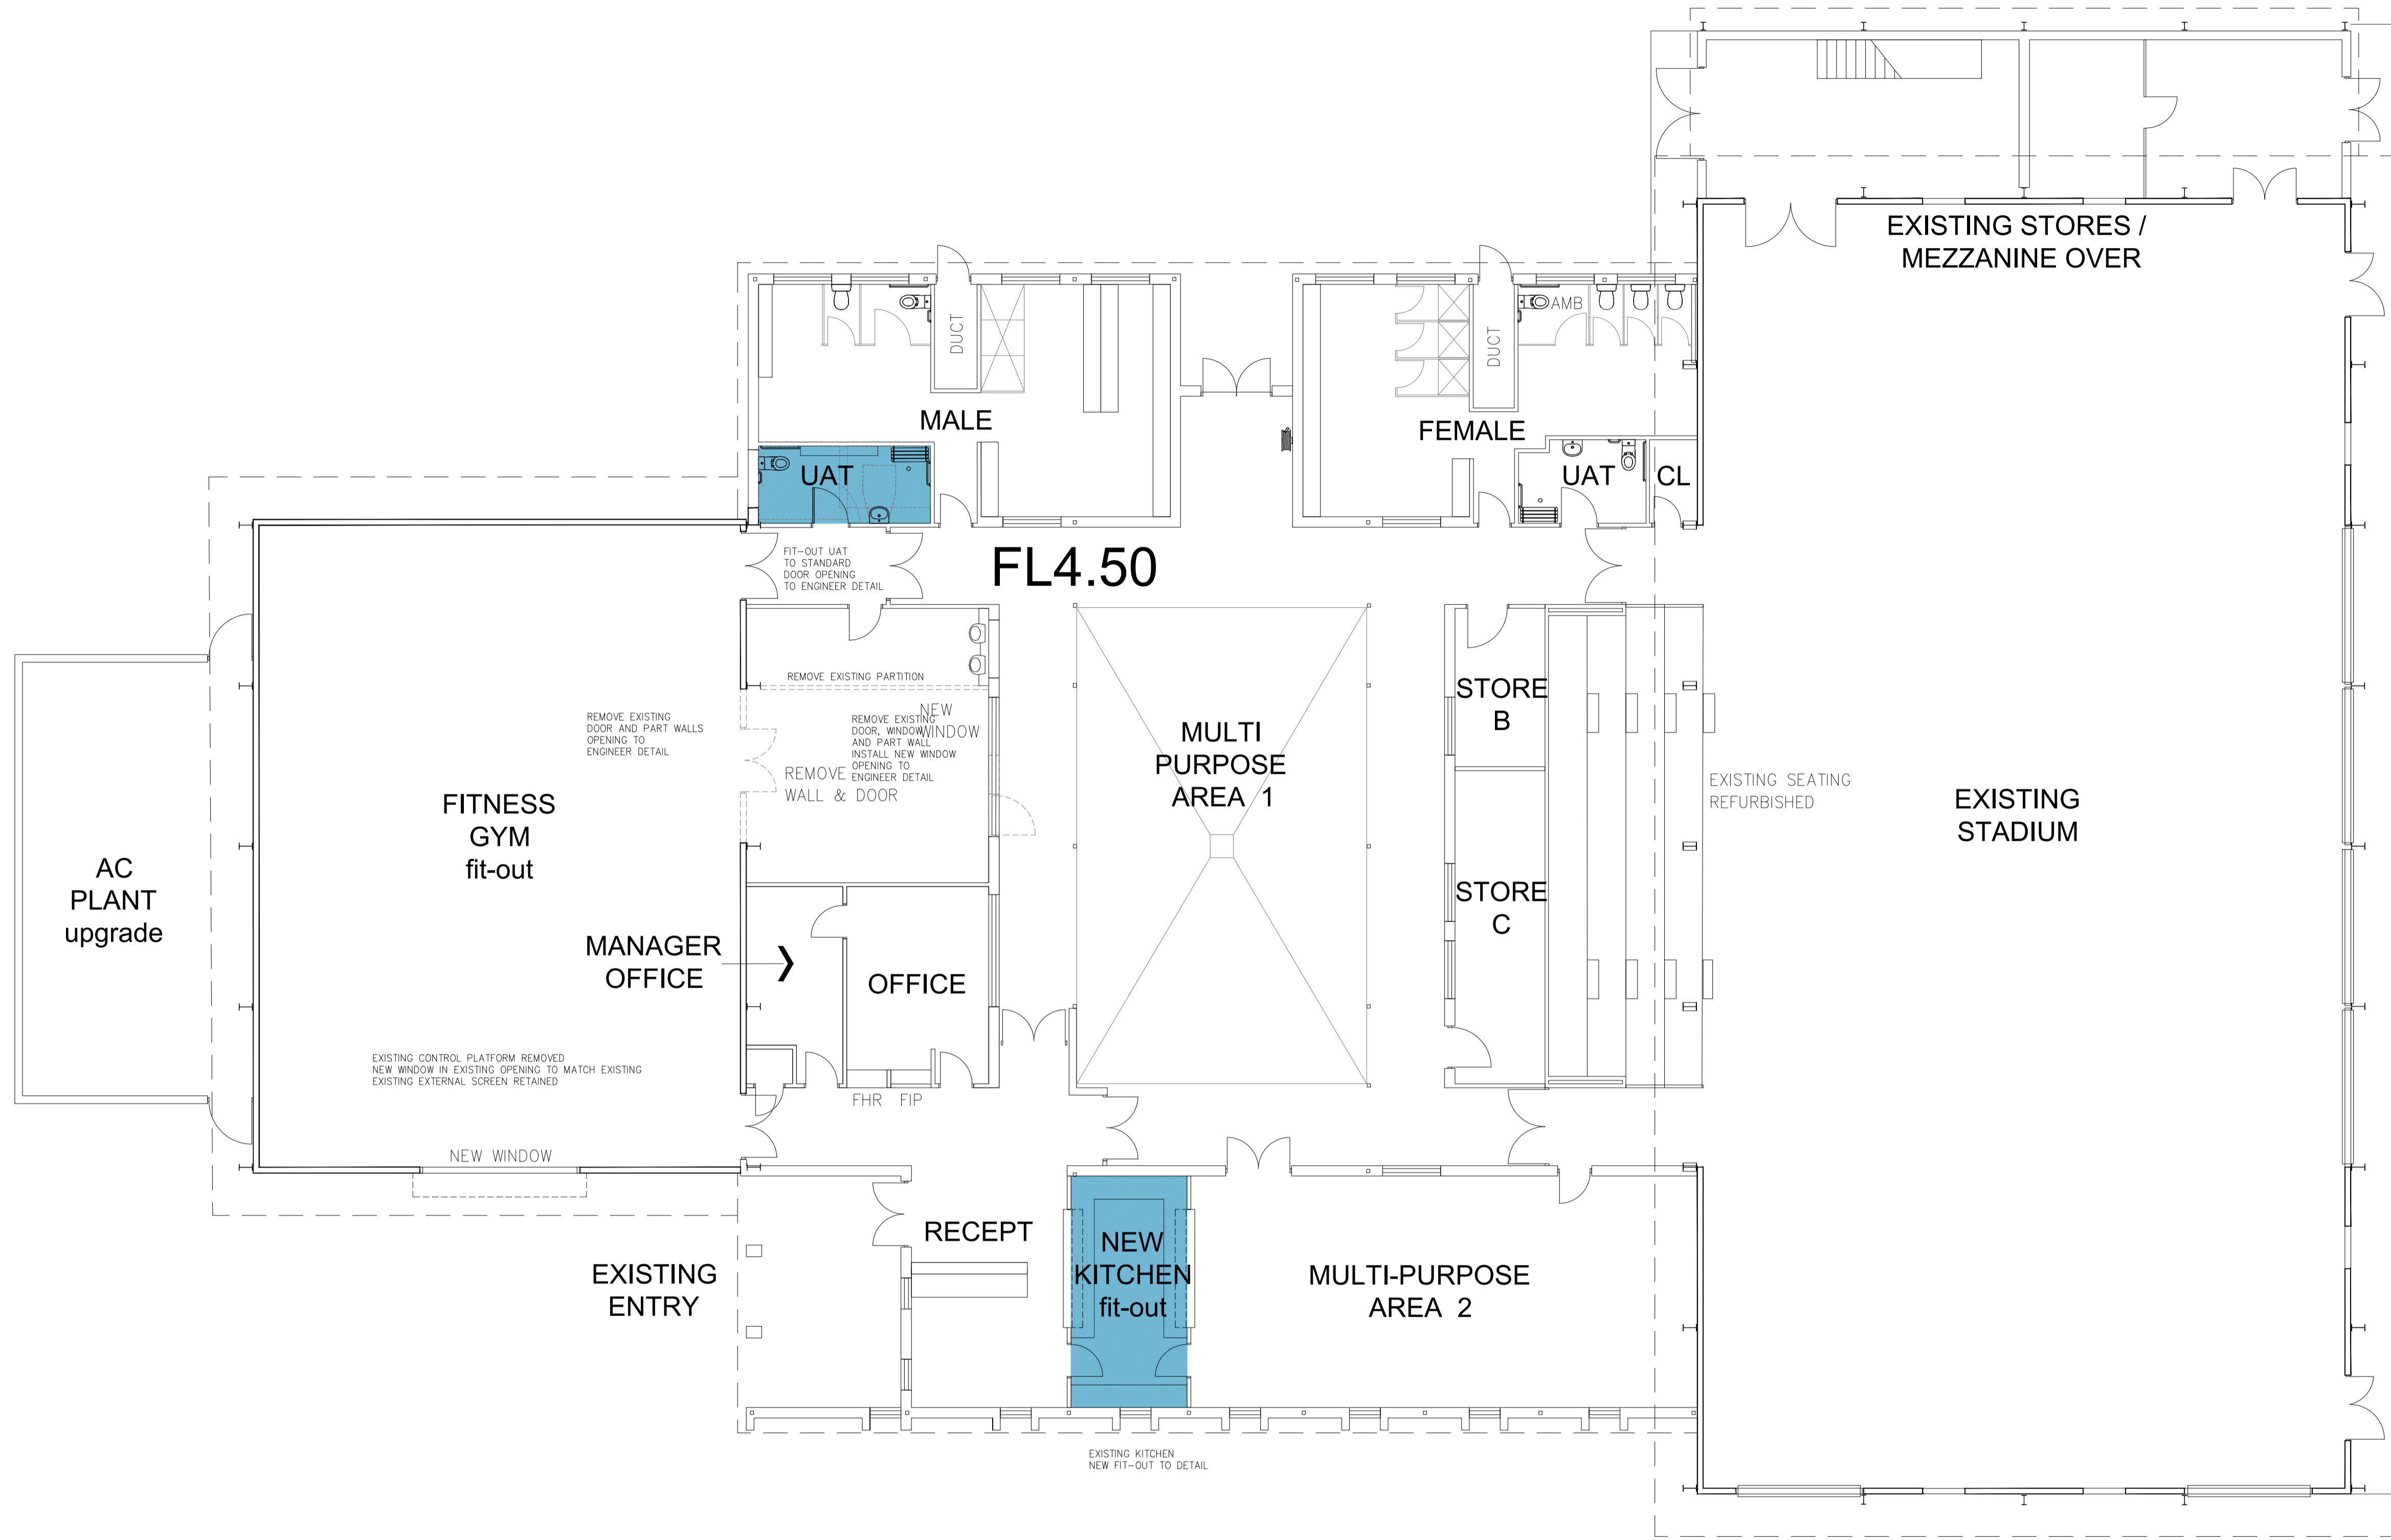 EXISTING STORES /
MEZZANINE OVER
DUCT
DUCT
AMB
MALE
FEMALE
UAT
UAT
CL
FIT-OUT UAT
TO STANDARD
DOOR OPENING
TO ENGINEER DETAIL
FL4.50
REMOVE EXISTING PARTITION
STORE
B
REMOVE EXISTING
DOOR AND PART WALLS
OPENING TO
ENGINEER DETAIL
REMOVE EXISTING
DOOR, WINDOW
AND PART WALL
INSTALL NEW WINDOW
OPENING TO
ENGINEER DETAIL
NEW
WINDOW
REMOVE
WALL & DOOR
MULTI
PURPOSE
AREA 1
EXISTING SEATING
REFURBISHED
EXISTING
STADIUM
FITNESS
GYM
fit-out
AC
PLANT
upgrade
STORE
C
MANAGER
OFFICE
OFFICE
EXISTING CONTROL PLATFORM REMOVED
NEW WINDOW IN EXISTING OPENING TO MATCH EXISTING
EXISTING EXTERNAL SCREEN RETAINED
FHR FIP
NEW WINDOW
RECEPT
NEW
KITCHEN
fit-out
EXISTING
ENTRY
MULTI-PURPOSE
AREA 2
EXISTING KITCHEN
NEW FIT-OUT TO DETAIL